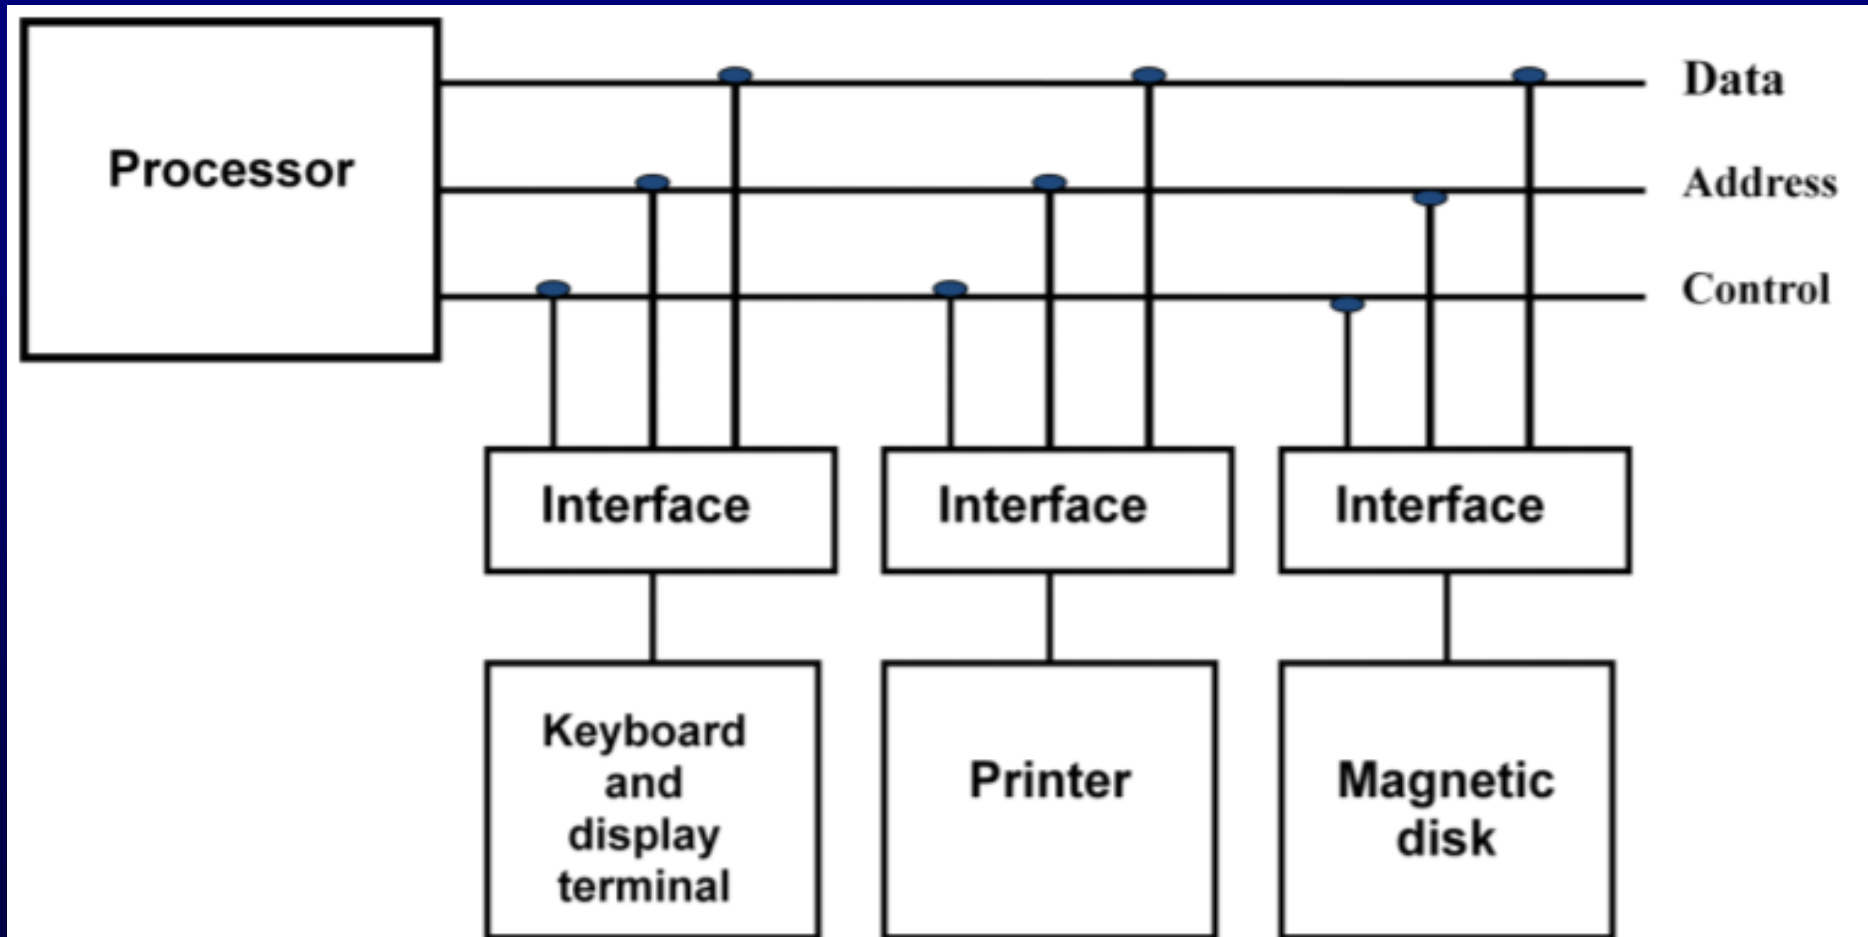 Data
Processor
Address
Control
Interface
Interface
Interface
Keyboard
and
display
terminal
Printer
Magnetic
disk